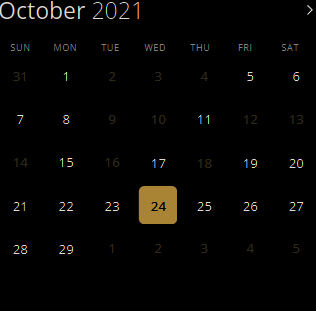 October 2021
SUN MON TUE WED THU FRI SAT
31 1 2 3 4 5 6
7 8 9 10 11 12 13
14 15 16 17 18 19 20
21 22 23 24 25 26 27
28 29 1 2 3 4 5